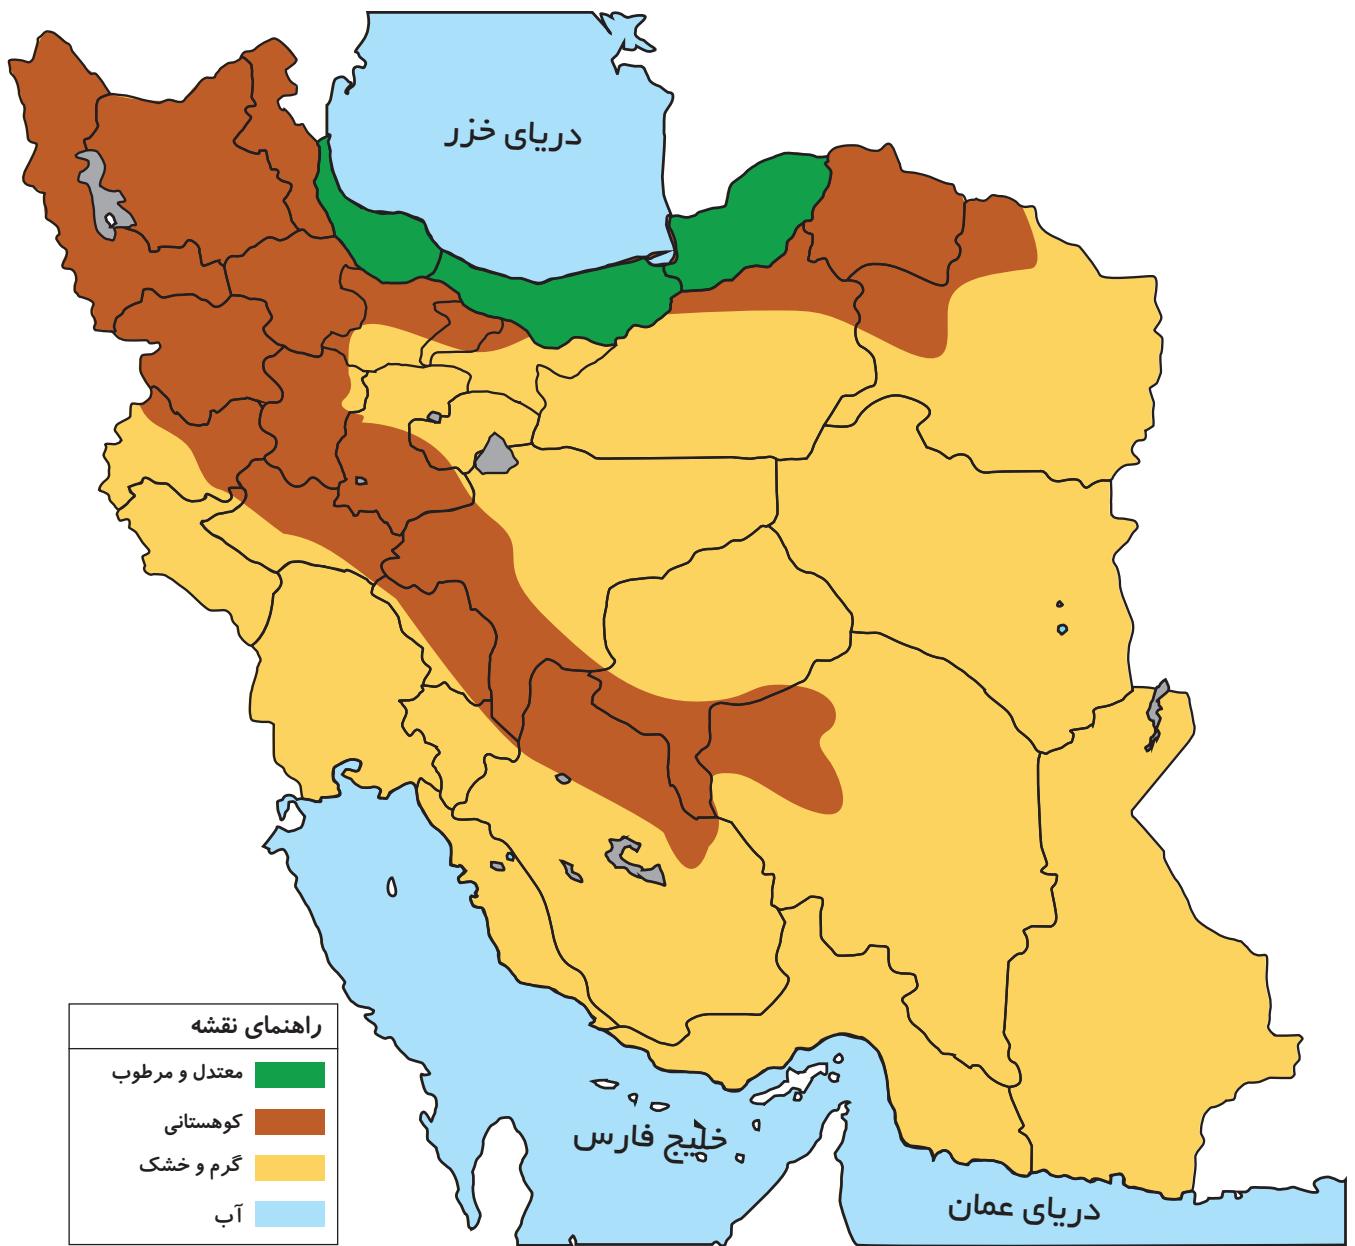 دریای خزر
خلیج فارس
دریای عمان
راهنمای نقشه
معتدل و مرطوب
کوهستانی
گرم و خشک
آب